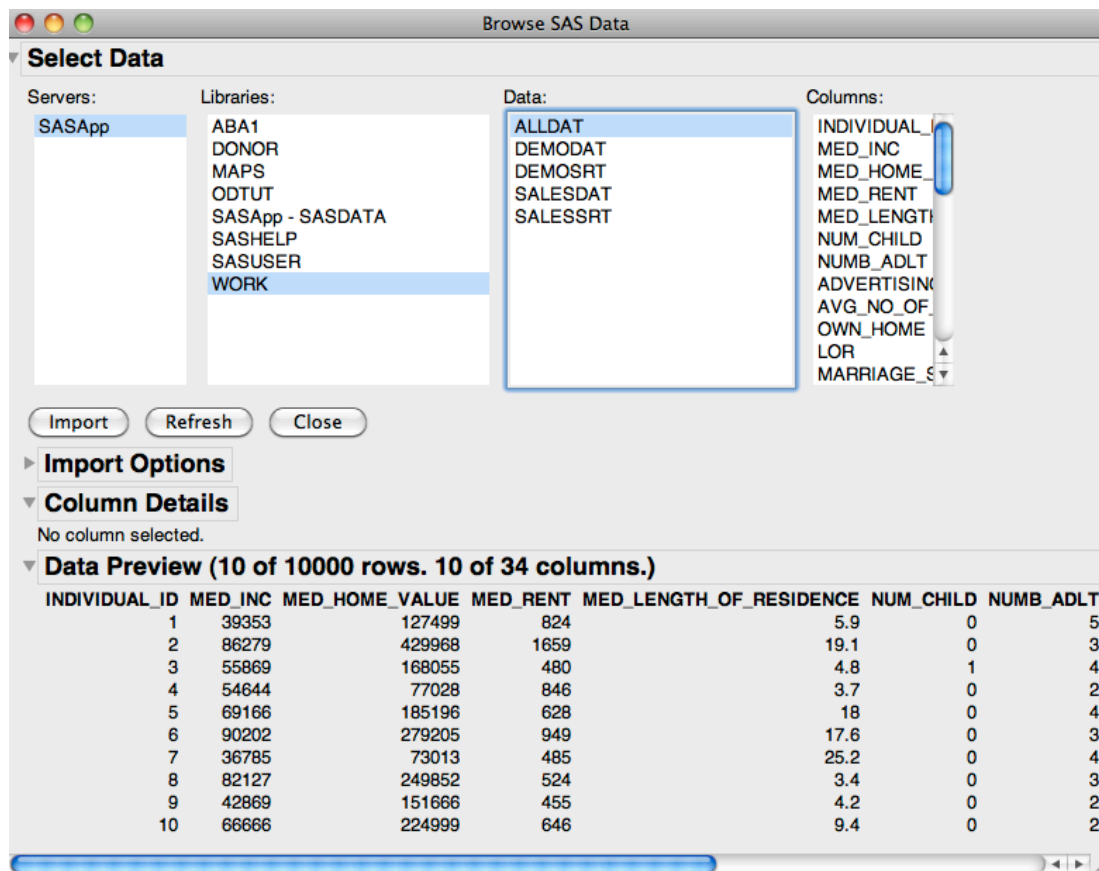 Browse SAS Data
Select Data
Servers: Libraries: Data: Columns:
SASApp ABA1 ALLDAT INDIVIDUAL_
DONOR DEMODAT MED_INC
MAPS DEMOSRT MED_HOME_
ODTUT SALESDAT MED_RENT
SASApp - SASDATA SALESSRT MED_LENGTH
SASHELP NUM_CHILD
SASUSER NUMB_ADLT
WORK ADVERTISING
AVG_NO_OF_
OWN_HOME
LOR
MARRIAGE_S
Import Refresh Close
Import Options
Column Details
No column selected.
Data Preview (10 of 10000 rows. 10 of 34 columns.)
INDIVIDUAL_ID MED_INC MED_HOME_VALUE MED_RENT MED_LENGTH_OF_RESIDENCE NUM_CHILD NUMB_ADLT
1 39353 127499 824 5.9 0 5
2 86279 429968 1659 19.1 0 3
3 55869 168055 480 4.8 1 4
4 54644 77028 846 3.7 0 2
5 69166 185196 628 18 0 4
6 90202 279205 949 17.6 0 3
7 36785 73013 485 25.2 0 4
8 82127 249852 524 3.4 0 3
9 42869 151666 455 4.2 0 2
10 66666 224999 646 9.4 0 2